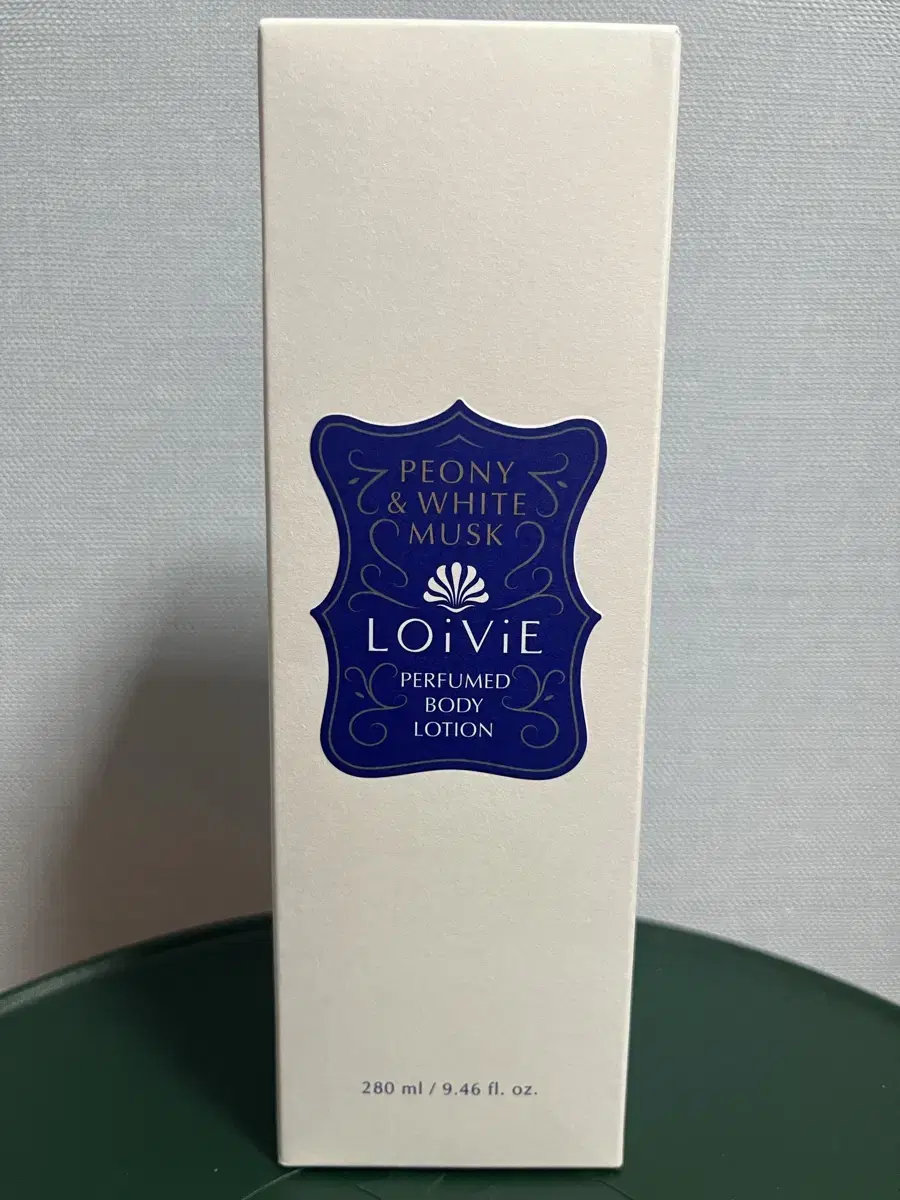 PEONY
& WHITE
MUSK
LOiViE
PERFUMED
BODY
LOTION
280 ml / 9.46 fl. oz.